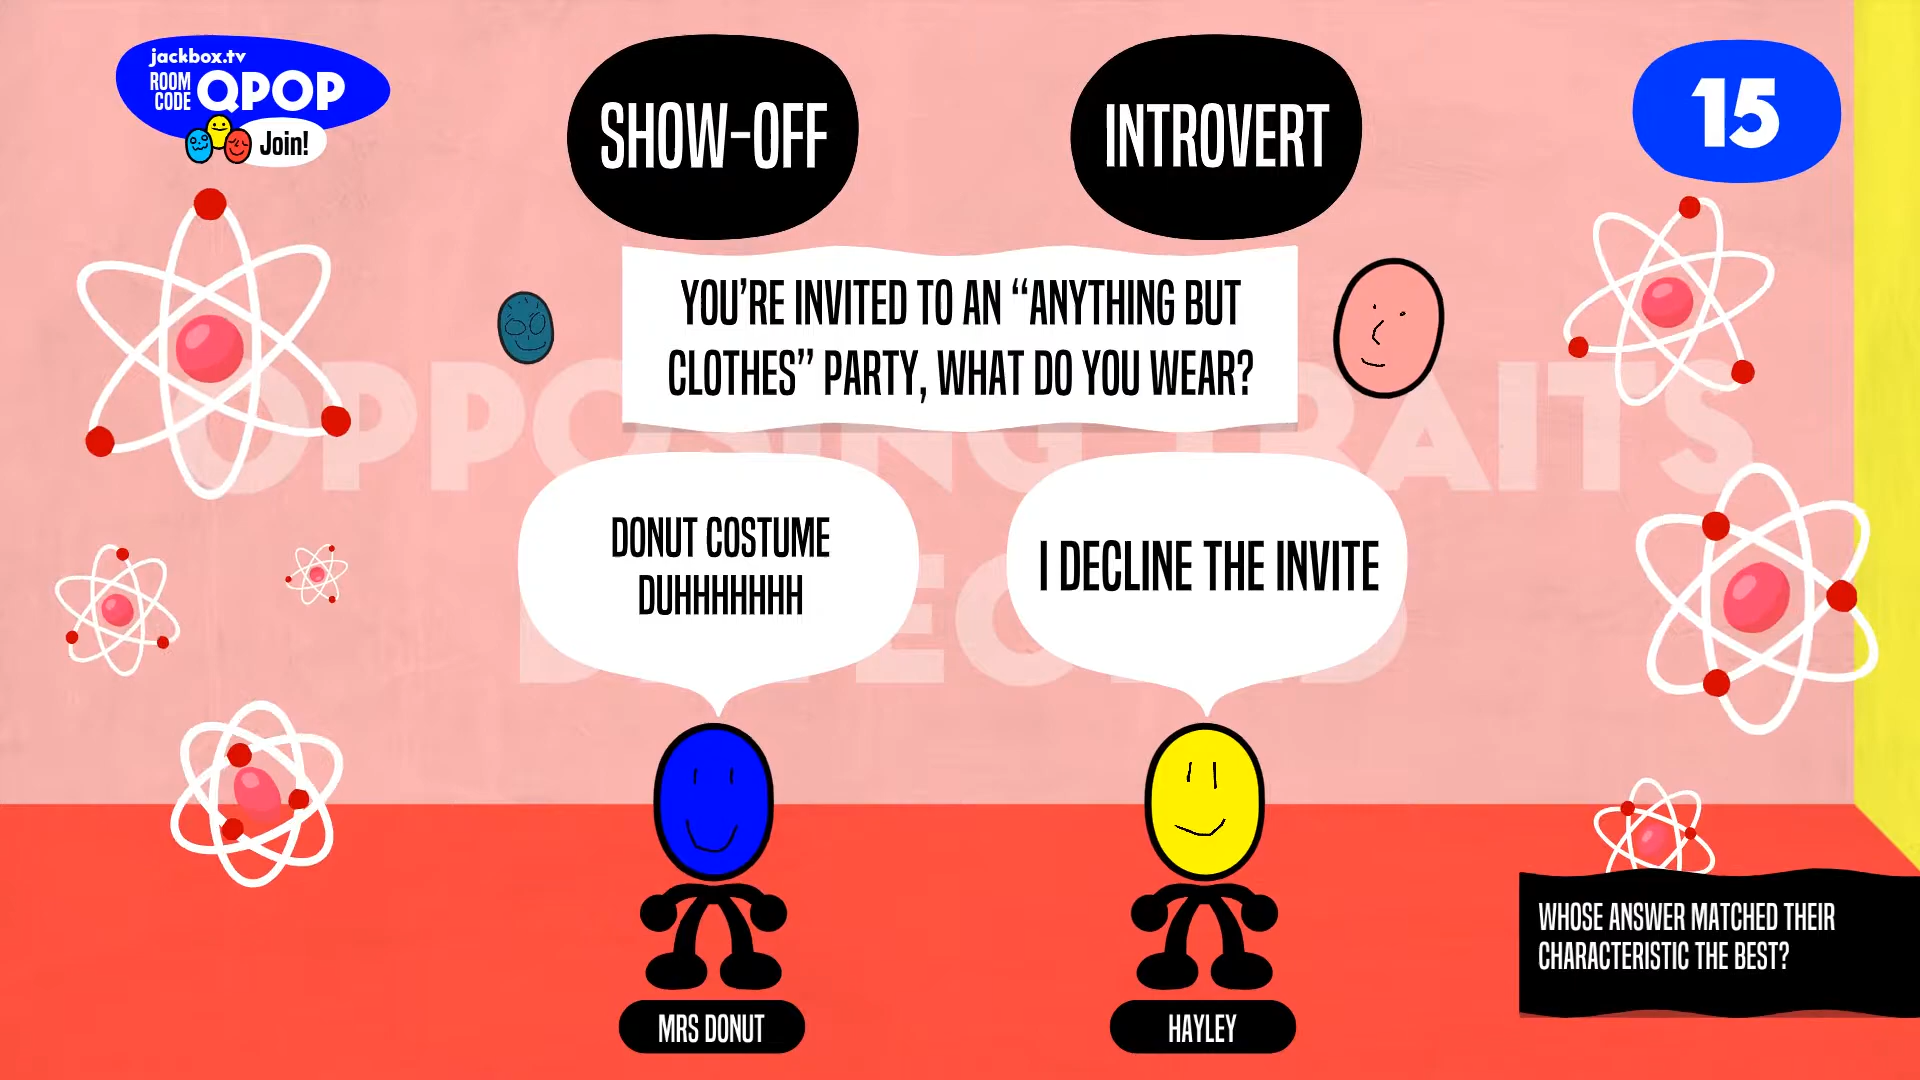 jackbox.tv
ROOM CODE QPOP
Join!
SHOW-OFF
INTROVERT
15
YOU'RE INVITED TO AN “ANYTHING BUT
CLOTHES” PARTY, WHAT DO YOU WEAR?
OPPOSING TRAITS
DONUT COSTUME
DUHHHHHHH
I DECLINE THE INVITE
MRS DONUT
HAYLEY
WHOSE ANSWER MATCHED THEIR
CHARACTERISTIC THE BEST?